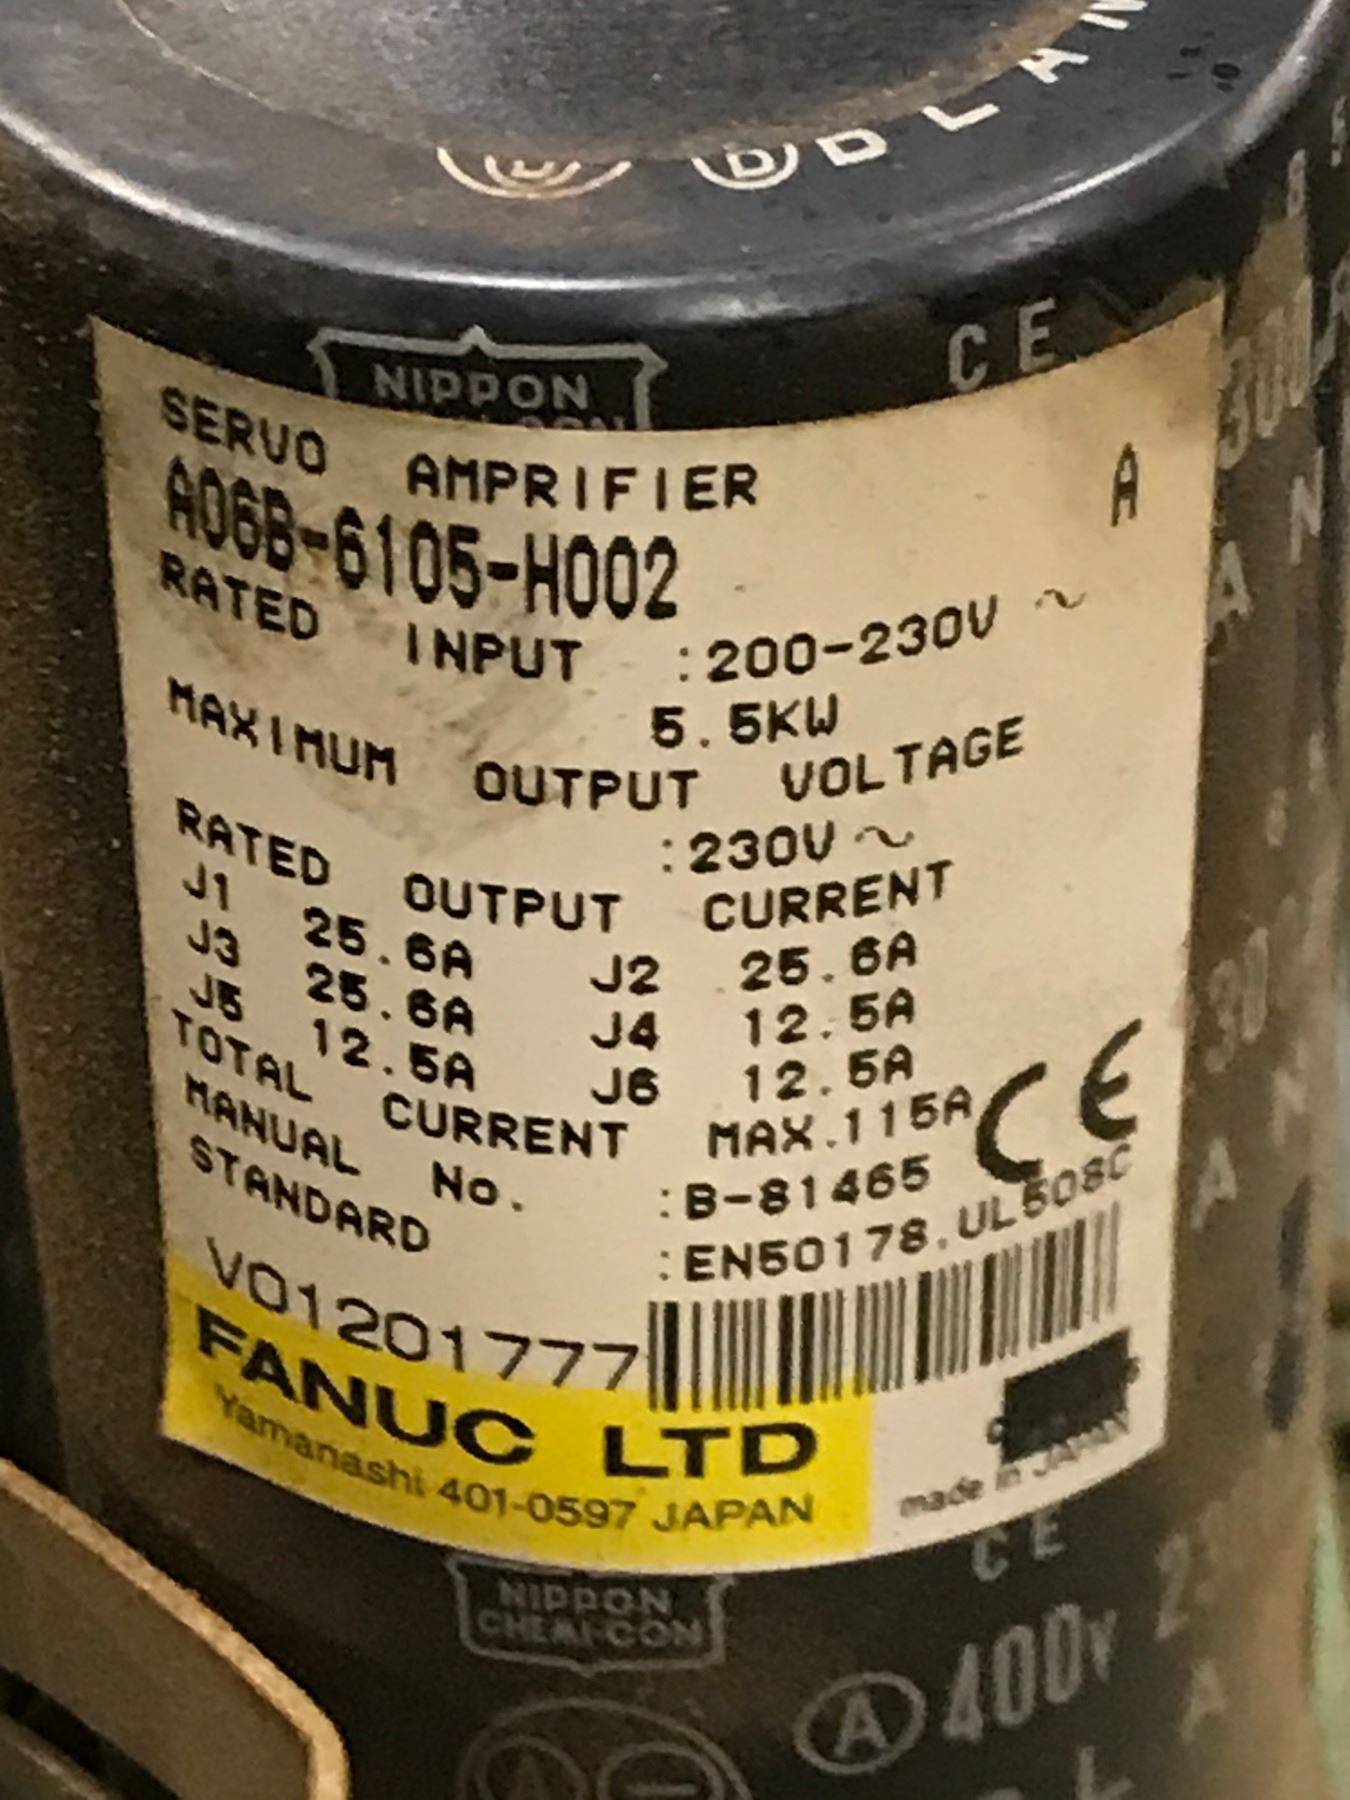 DLAN
NIPPON
CE
SERVO AMPRIFIER A
A06B-6105-H002
RATED INPUT :200-230V ~
5.5KW
MAXIMUM OUTPUT VOLTAGE
:230V ~
RATED OUTPUT CURRENT
J1 25.6A J2 25.6A
J3 25.6A J4 12.5A
J5 12.5A J6 12.5A
TOTAL CURRENT MAX.115A
MANUAL No. :B-81465
STANDARD :EN50178.UL508C
CE
V01201777
FANUC LTD
Yamanashi 401-0597 JAPAN
made in JAPAN
CE
NIPPON
CHEMI-CON
A 400V
A